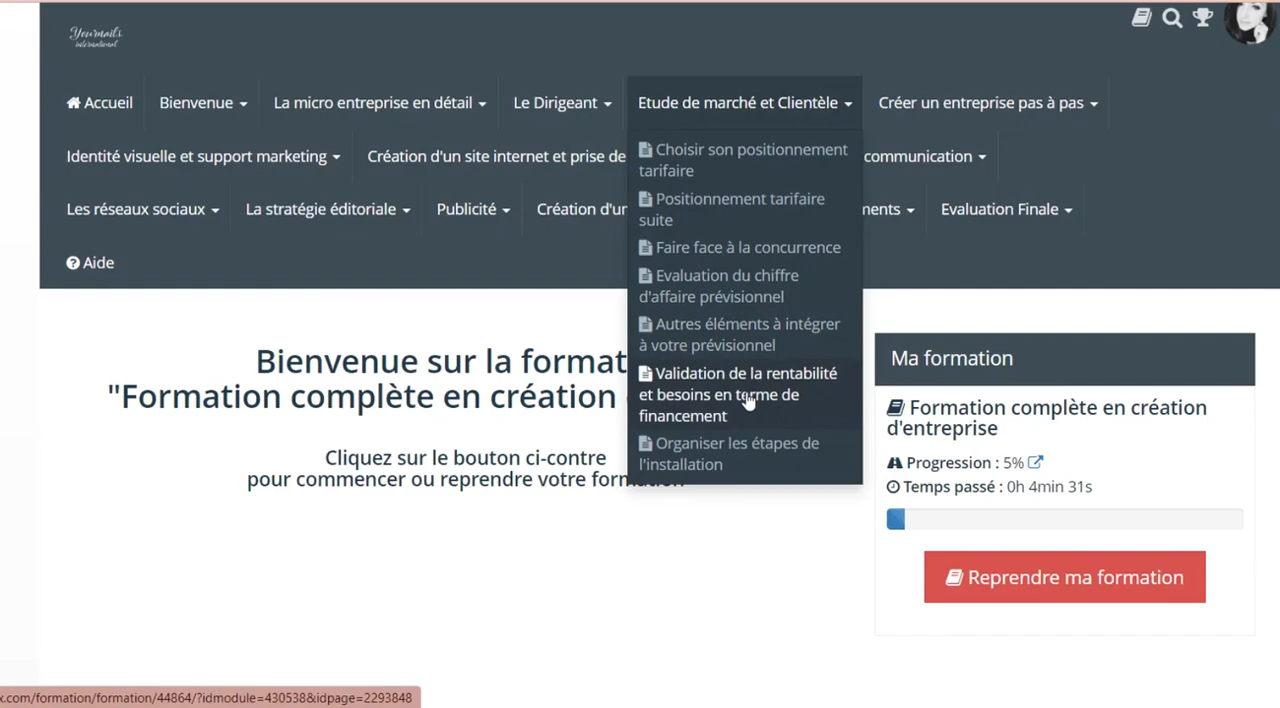 Yournails
international
Accueil
Bienvenue
La micro entreprise en détail
Le Dirigeant
Etude de marché et Clientèle
Créer un entreprise pas à pas
Identité visuelle et support marketing
Création d'un site internet et prise de
communication
Les réseaux sociaux
La stratégie éditoriale
Publicité
Création d'un
Evaluation Finale
Aide
Choisir son positionnement
tarifaire
Positionnement tarifaire
suite
Faire face à la concurrence
Evaluation du chiffre
d'affaire prévisionnel
Autres éléments à intégrer
à votre prévisionnel
Validation de la rentabilité
et besoins en terme de
financement
Organiser les étapes de
l'installation
Bienvenue sur la format
"Formation complète en création
Cliquez sur le bouton ci-contre
pour commencer ou reprendre votre formation
Ma formation
Formation complète en création
d'entreprise
Progression : 5%
Temps passé : 0h 4min 31s
Reprendre ma formation
x.com/formation/formation/44864/?idmodule=430538&idpage=2293848